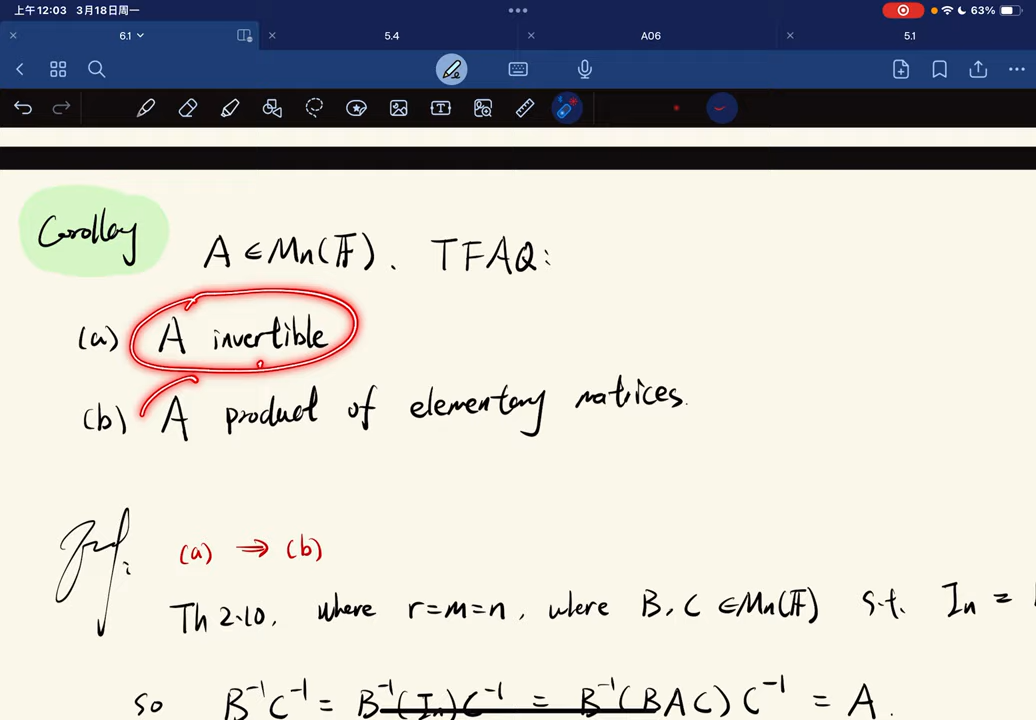 上午12:03 3月18日周一
63%
6.1
5.4
A06
5.1
Corollay
A ∈ Mn(𝔽). TFAQ:
(a) A invertible
(b) A product of elementary matrices.
(a) → (b)
Th 2.10, where r=m=n, where B, C ∈ Mn(𝔽) s.t. In =
so B⁻¹C⁻¹ = B⁻¹(In)C⁻¹ = B⁻¹(BAC)C⁻¹ = A.